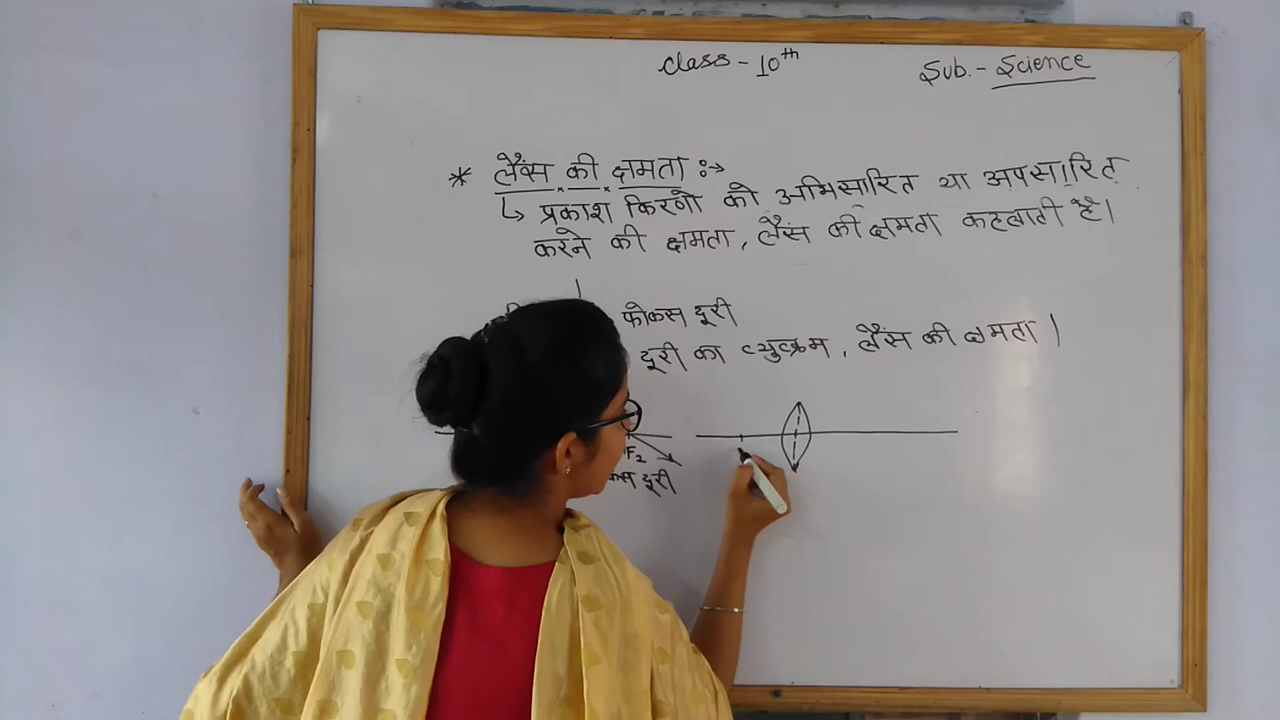 Class - 10th
Sub. - Science
* लैंस की क्षमता :→
↳ प्रकाश किरणो को अभिसारित या अपसारित
करने की क्षमता, लैंस की क्षमता कहलाती है।
फोकस दूरी
दूरी का व्युत्क्रम, लैंस की क्षमता |
F2
दूरी